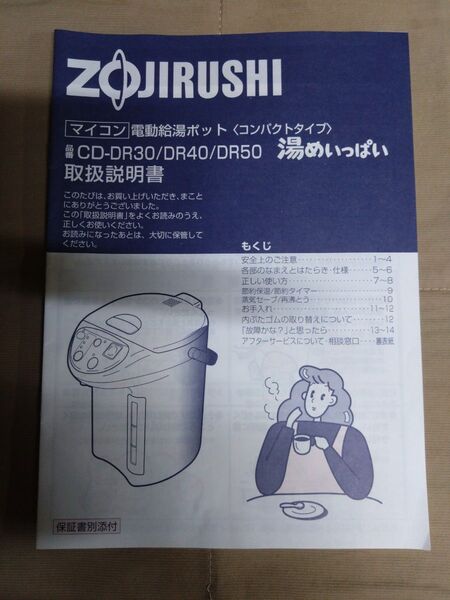 ZOJIRUSHI
マイコン 電動給湯ポット〈コンパクトタイプ〉
品番 CD-DR30/DR40/DR50 湯めいっぱい
取扱説明書
このたびは、お買い上げいただき、まこと
にありがとうございました。
この「取扱説明書」をよくお読みのうえ、
正しくお使いください。
お読みになったあとは、大切に保管して
ください。
もくじ
安全上のご注意 1〜4
各部のなまえとはたらき・仕様 5〜6
正しい使い方 7〜8
節約保温/節約タイマー 9
蒸気セーブ/再沸とう 10
お手入れ 11〜12
内ぶたゴムの取り替えについて 12
「故障かな?」と思ったら 13〜14
アフターサービスについて・相談窓口 裏表紙
保証書別添付